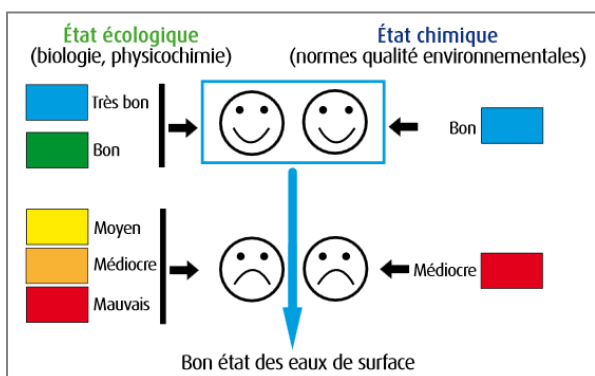 État écologique
(biologie, physicochimie)
État chimique
(normes qualité environnementales)
Très bon
Bon
Bon
Moyen
Médiocre
Mauvais
Médiocre
Bon état des eaux de surface